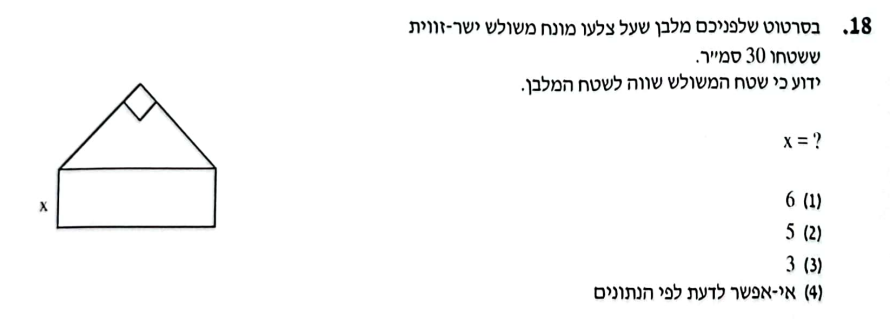 18. בסרטוט שלפניכם מלבן שעל צלעו מונח משולש ישר-זווית
ששטחו 30 סמ"ר.
ידוע כי שטח המשולש שווה לשטח המלבן.
x = ?
(1) 6
(2) 5
(3) 3
(4) אי-אפשר לדעת לפי הנתונים
x